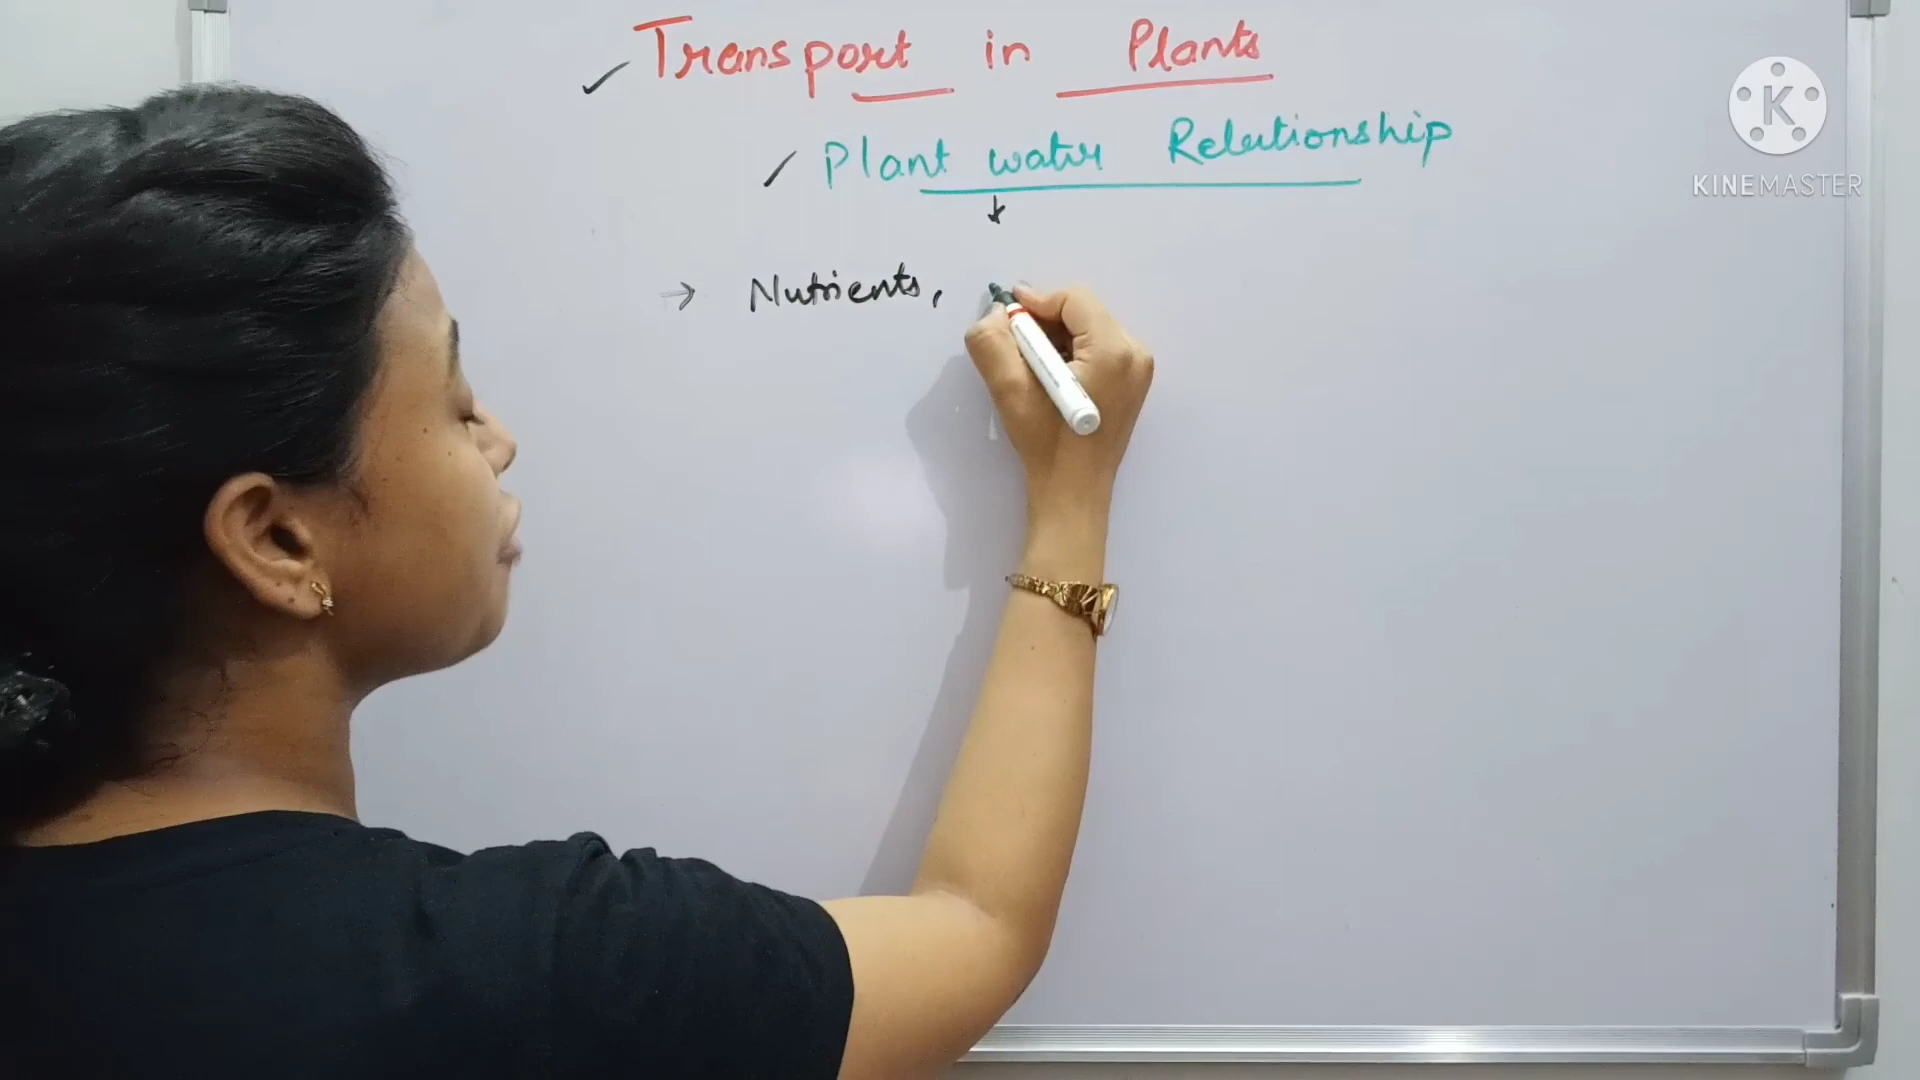 Transport in Plants
Plant water Relationship
→ Nutrients,
K
KINEMASTER